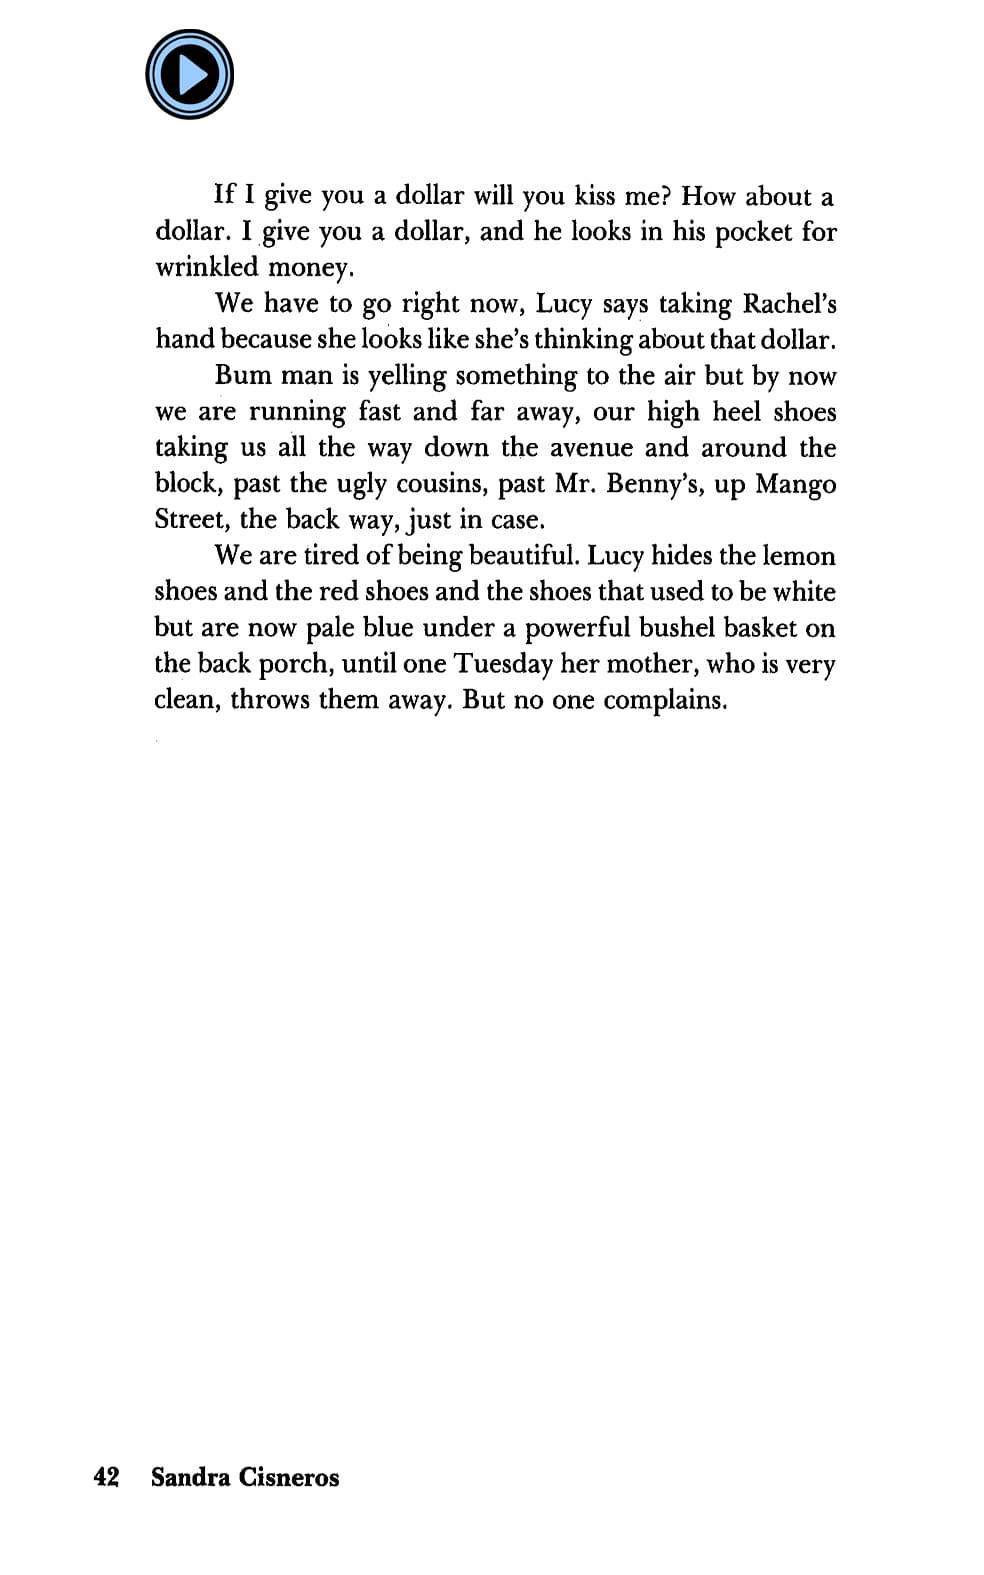 If I give you a dollar will you kiss me? How about a
dollar. I give you a dollar, and he looks in his pocket for
wrinkled money.
We have to go right now, Lucy says taking Rachel's
hand because she looks like she's thinking about that dollar.
Bum man is yelling something to the air but by now
we are running fast and far away, our high heel shoes
taking us all the way down the avenue and around the
block, past the ugly cousins, past Mr. Benny's, up Mango
Street, the back way, just in case.
We are tired of being beautiful. Lucy hides the lemon
shoes and the red shoes and the shoes that used to be white
but are now pale blue under a powerful bushel basket on
the back porch, until one Tuesday her mother, who is very
clean, throws them away. But no one complains.
42 Sandra Cisneros